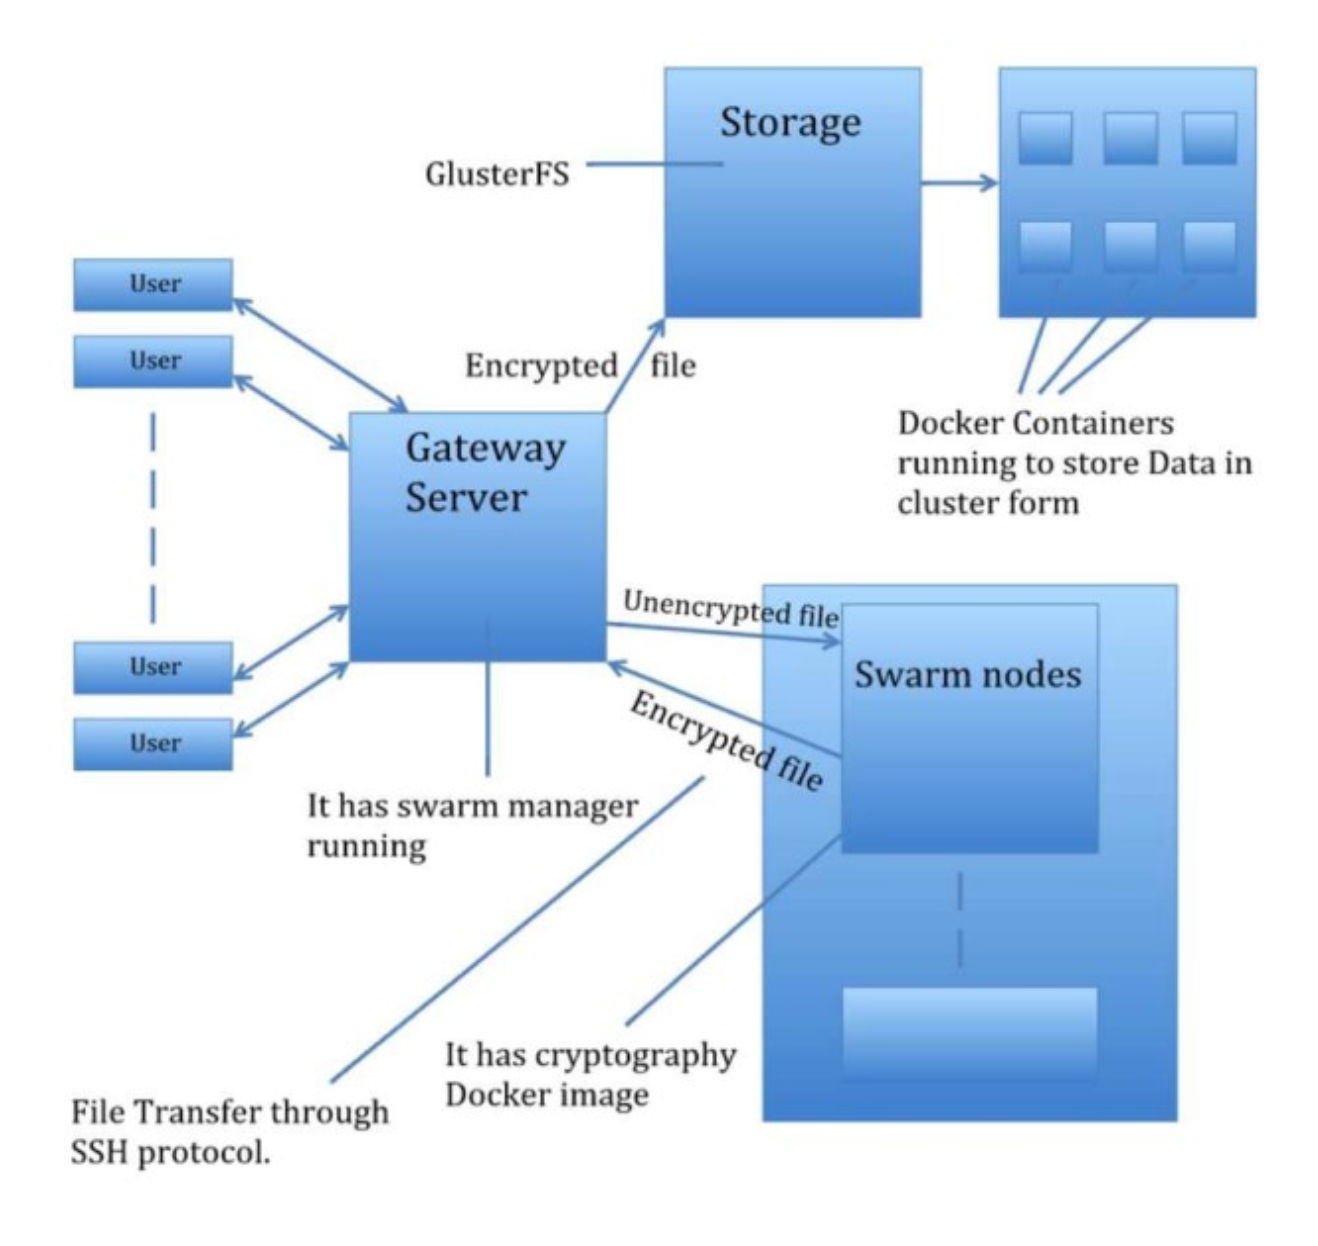 Storage
GlusterFS
User
User
Encrypted file
Gateway
Server
Docker Containers
running to store Data in
cluster form
Unencrypted file
User
Swarm nodes
Encrypted file
User
It has swarm manager
running
It has cryptography
Docker image
File Transfer through
SSH protocol.